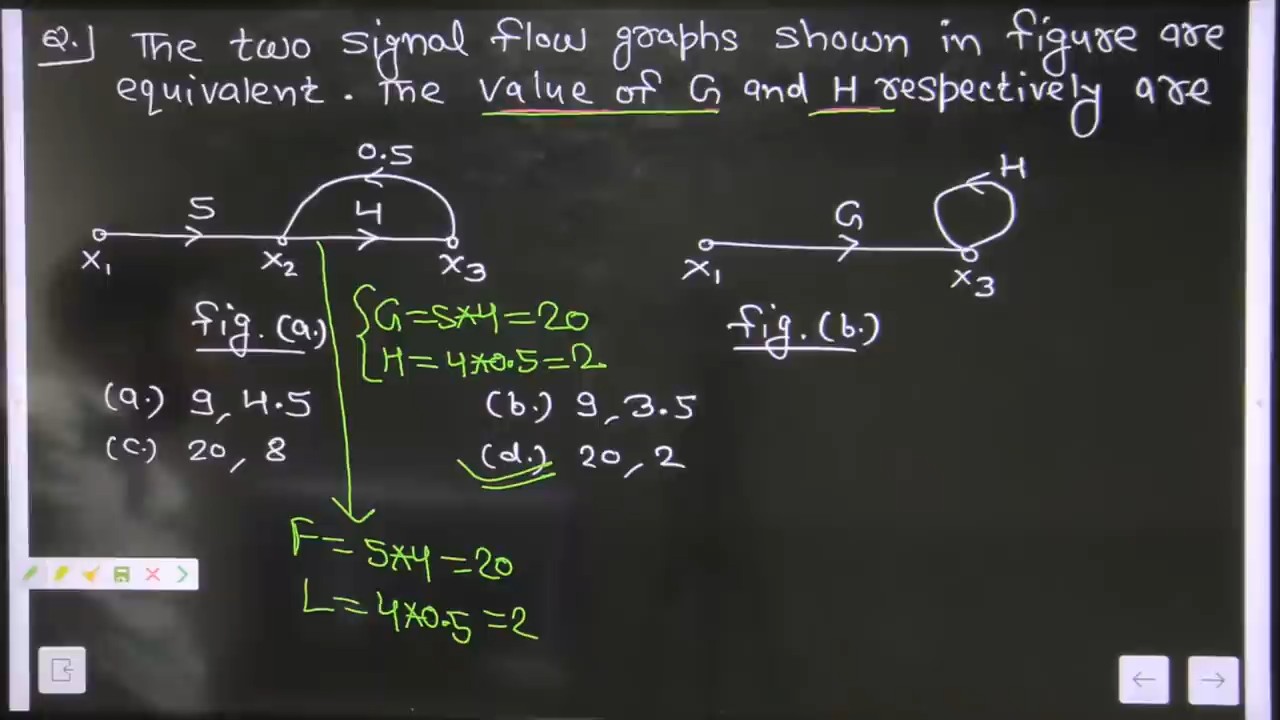 Q.] The two signal flow graphs shown in figure are
equivalent. The value of G and H respectively are
0.5
H
5
4
G
x1
x2
x3
x1
x3
fig. (a.)
G=5*4=20
fig. (b.)
H=4*0.5=2
(a.) 9, 4.5
(b.) 9, 3.5
(c.) 20, 8
(d.) 20, 2
F=5*4=20
L=4*0.5=2